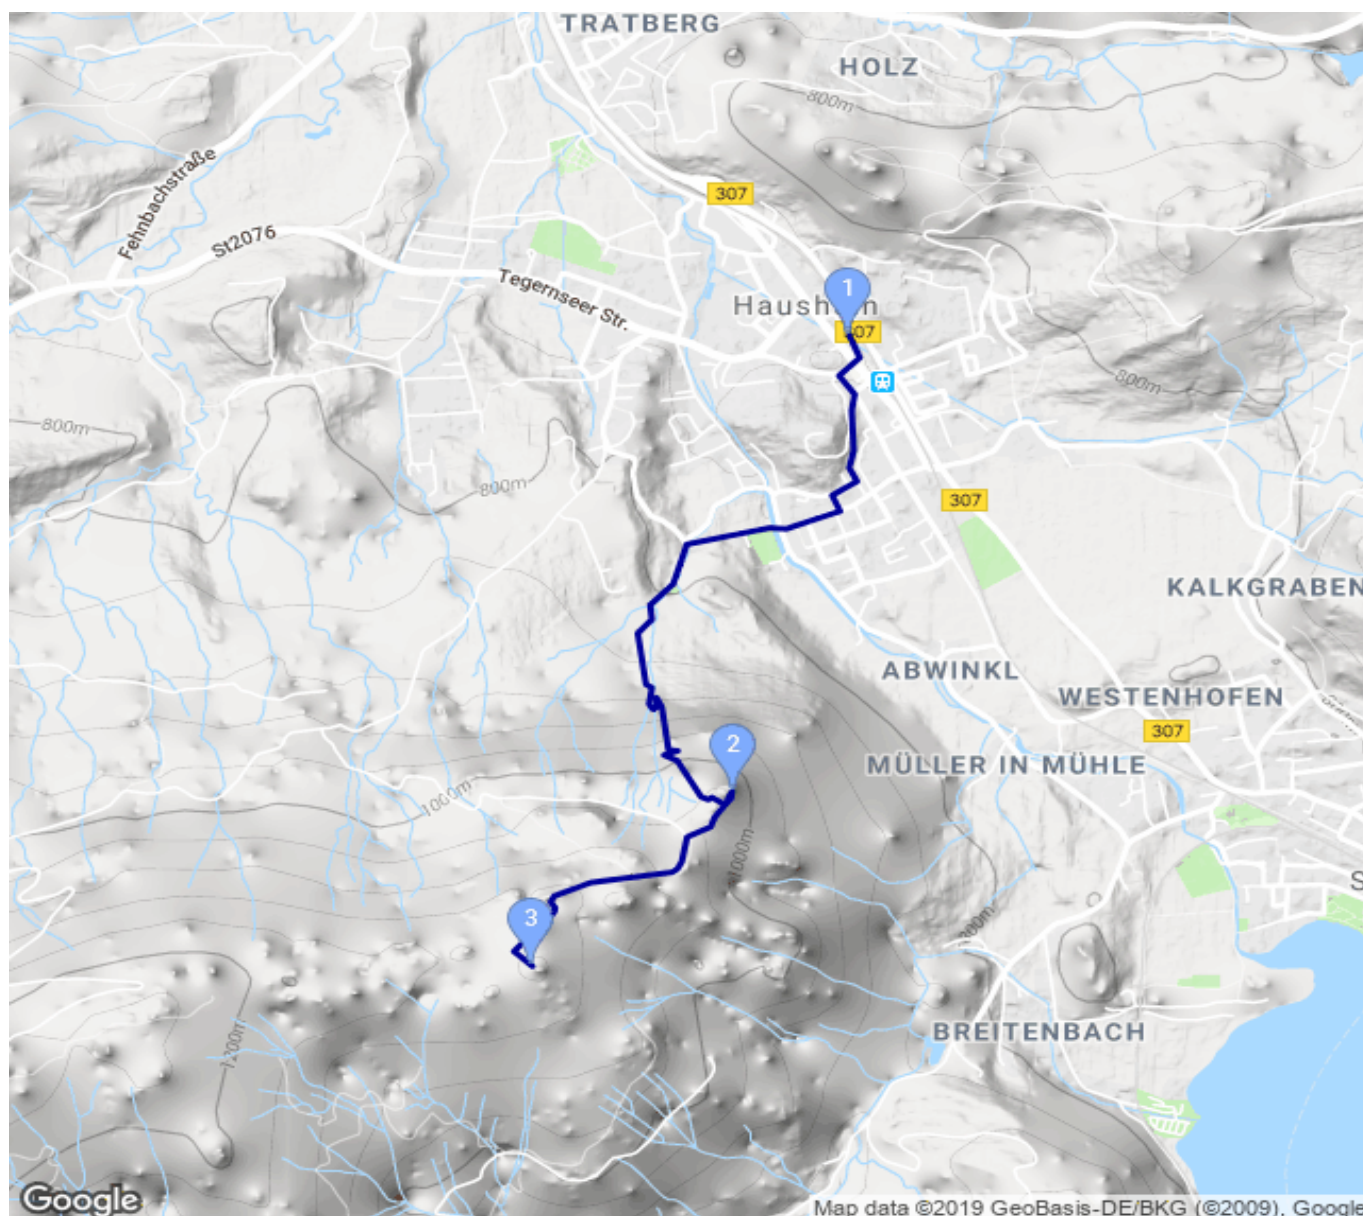 TRATBERG
HOLZ
800m
Fehnbachstraße
307
St2076
Tegernseer Str.
1
307
800m
800m
800m
307
KALKGRABEN
ABWINKL
WESTENHOFEN
307
2
MÜLLER IN MÜHLE
1000m
1000m
3
BREITENBACH
1200m
Google
Map data ©2019 GeoBasis-DE/BKG (©2009), Google